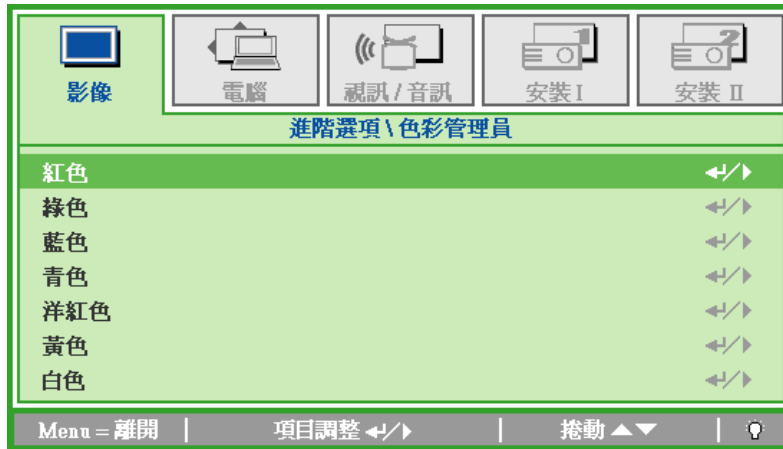 影像 電腦 視訊 / 音訊 安裝 I 安裝 II
進階選項 \ 色彩管理員
紅色
綠色
藍色
青色
洋紅色
黃色
白色
Menu = 離開 項目調整 捲動